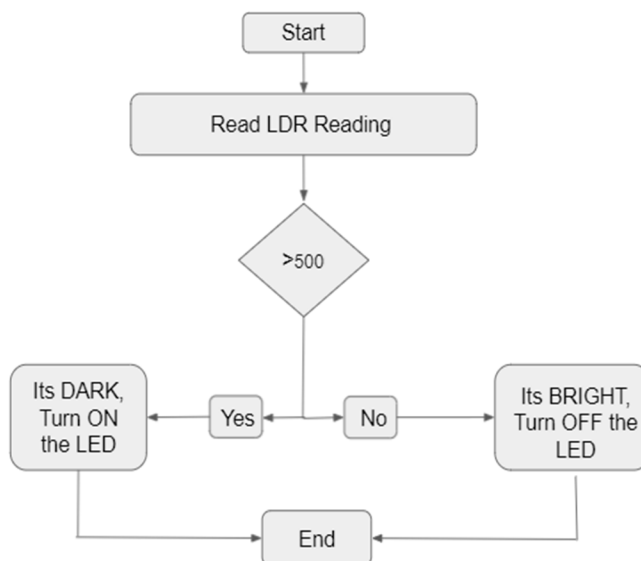 Start
Read LDR Reading
>500
Its DARK,
Turn ON
the LED
Yes
No
Its BRIGHT,
Turn OFF the
LED
End